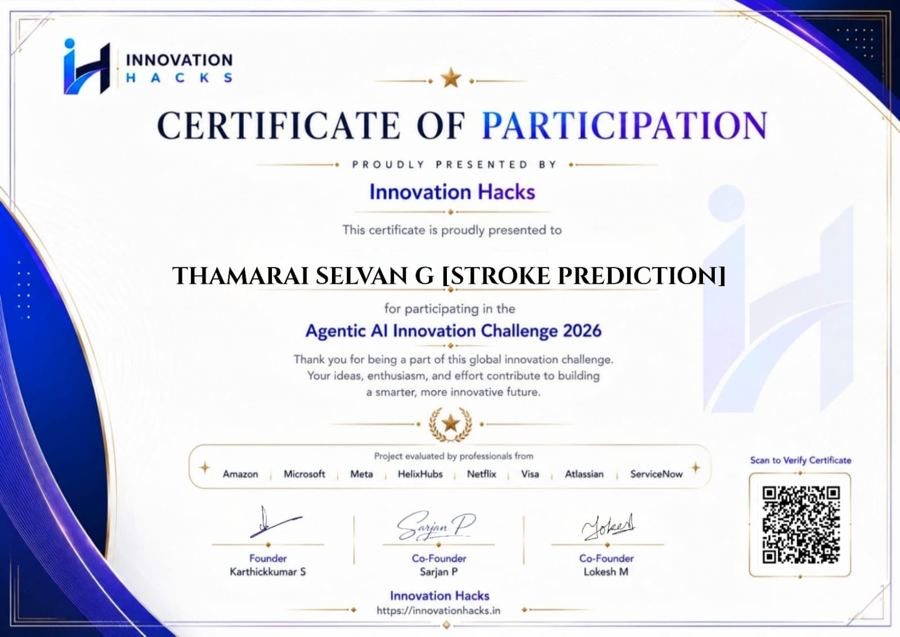 INNOVATION
HACKS
CERTIFICATE OF PARTICIPATION
PROUDLY PRESENTED BY
Innovation Hacks
This certificate is proudly presented to
THAMARAI SELVAN G [STROKE PREDICTION]
for participating in the
Agentic AI Innovation Challenge 2026
Thank you for being a part of this global innovation challenge.
Your ideas, enthusiasm, and effort contribute to building
a smarter, more innovative future.
Project evaluated by professionals from
Amazon Microsoft Meta HelixHubs Netflix Visa Atlassian ServiceNow
Scan to Verify Certificate
Sarjan P
Founder Co-Founder Co-Founder
Karthickkumar S Sarjan P Lokesh M
Innovation Hacks
https://innovationhacks.in